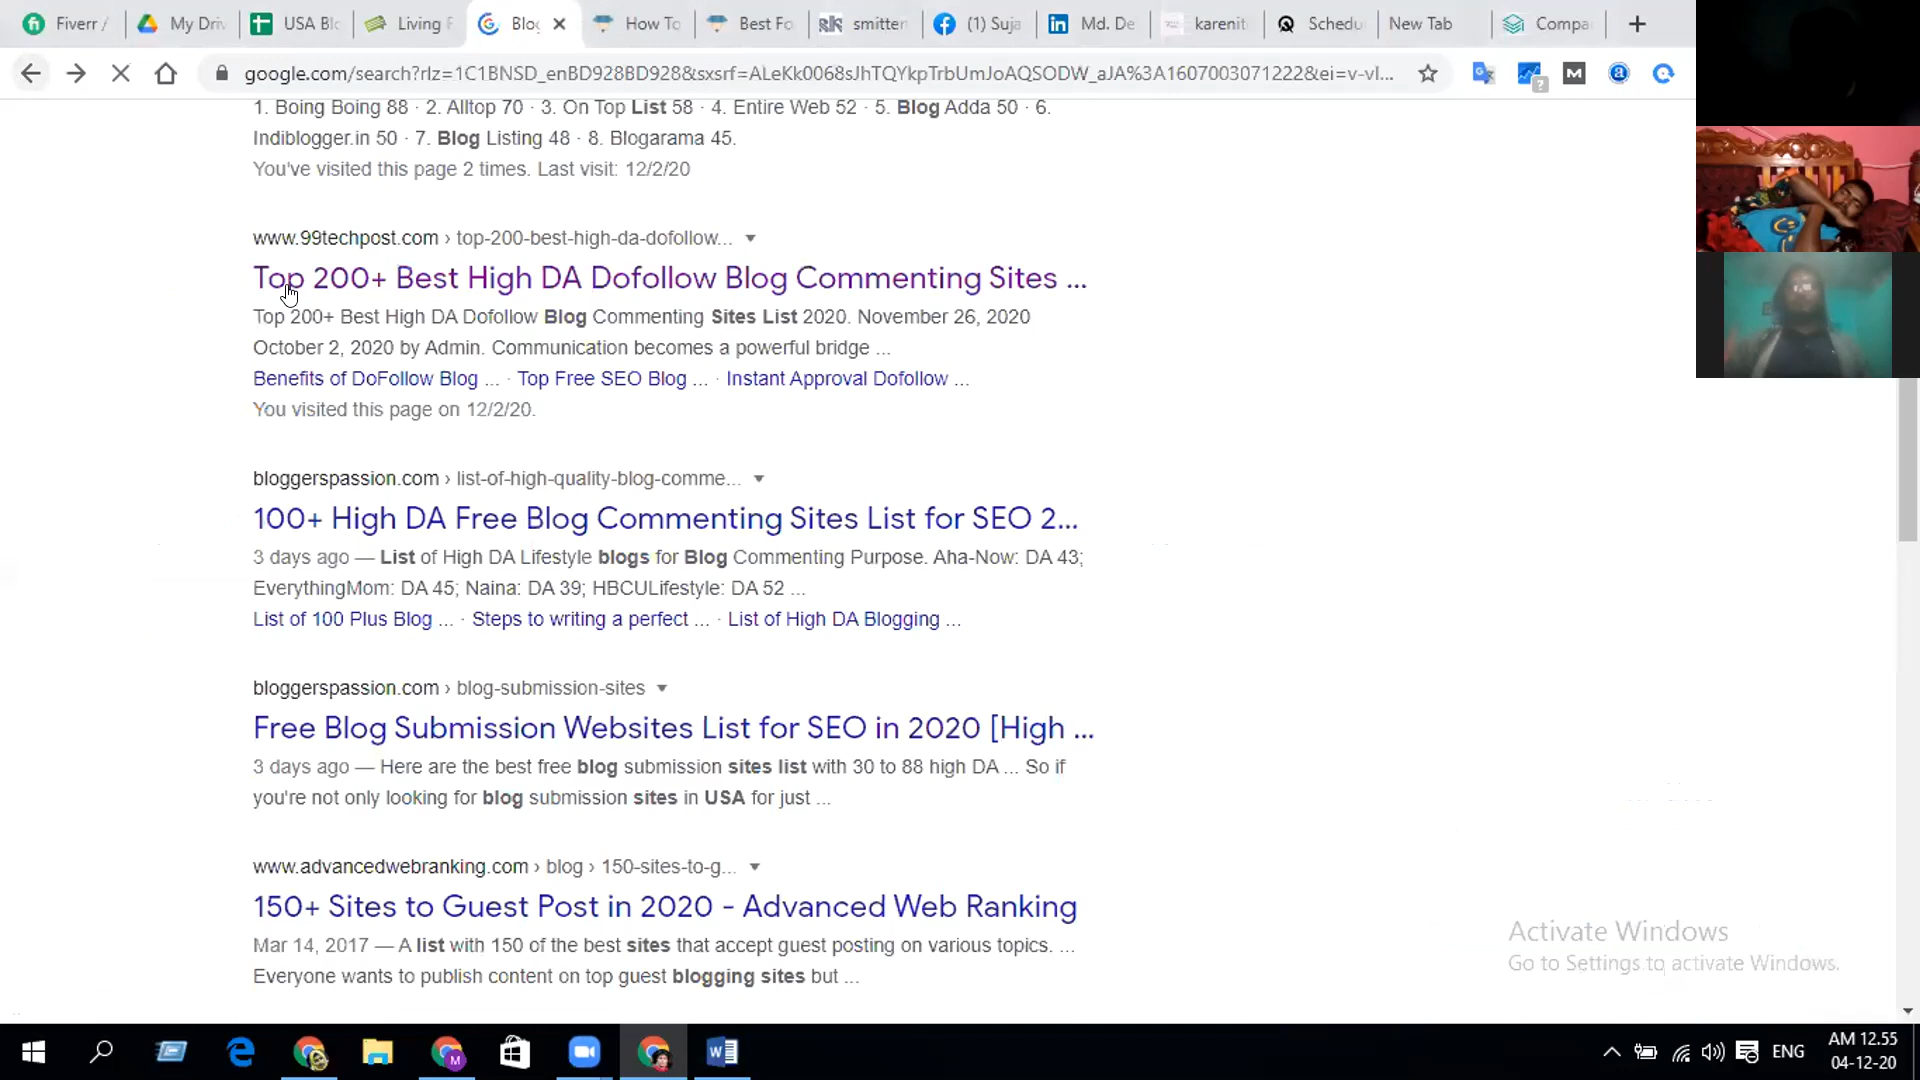 Fiverr /
My Driv
USA Blo
Living R
Blog
How To
Best Fo
smitten
(1) Suja
Md. De
karenit
Schedu
New Tab
Compa
google.com/search?rlz=1C1BNSD_enBD928BD928&sxsrf=ALeKk0068sJhTQYkpTrbUmJoAQSODW_aJA%3A1607003071222&ei=v-vl...
1. Boing Boing 88 · 2. Alltop 70 · 3. On Top List 58 · 4. Entire Web 52 · 5. Blog Adda 50 · 6.
Indiblogger.in 50 · 7. Blog Listing 48 · 8. Blogarama 45.
You've visited this page 2 times. Last visit: 12/2/20
www.99techpost.com › top-200-best-high-da-dofollow...
Top 200+ Best High DA Dofollow Blog Commenting Sites ...
Top 200+ Best High DA Dofollow Blog Commenting Sites List 2020. November 26, 2020
October 2, 2020 by Admin. Communication becomes a powerful bridge ...
Benefits of DoFollow Blog ... · Top Free SEO Blog ... · Instant Approval Dofollow ...
You visited this page on 12/2/20.
bloggerspassion.com › list-of-high-quality-blog-comme...
100+ High DA Free Blog Commenting Sites List for SEO 2...
3 days ago — List of High DA Lifestyle blogs for Blog Commenting Purpose. Aha-Now: DA 43;
EverythingMom: DA 45; Naina: DA 39; HBCULifestyle: DA 52 ...
List of 100 Plus Blog ... · Steps to writing a perfect ... · List of High DA Blogging ...
bloggerspassion.com › blog-submission-sites
Free Blog Submission Websites List for SEO in 2020 [High ...
3 days ago — Here are the best free blog submission sites list with 30 to 88 high DA ... So if
you're not only looking for blog submission sites in USA for just ...
www.advancedwebranking.com › blog › 150-sites-to-g...
150+ Sites to Guest Post in 2020 - Advanced Web Ranking
Mar 14, 2017 — A list with 150 of the best sites that accept guest posting on various topics. ...
Everyone wants to publish content on top guest blogging sites but ...
Activate Windows
Go to Settings to activate Windows.
ENG
AM 12.55
04-12-20